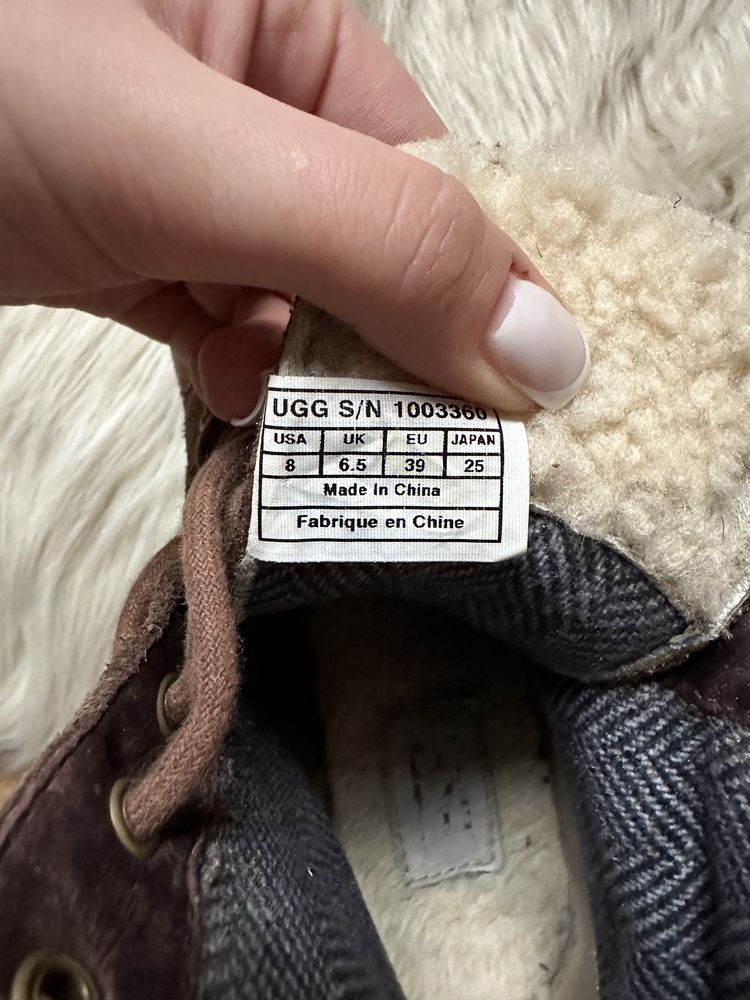 UGG S/N 1003360
USA UK EU JAPAN
8 6.5 39 25
Made In China
Fabrique en Chine